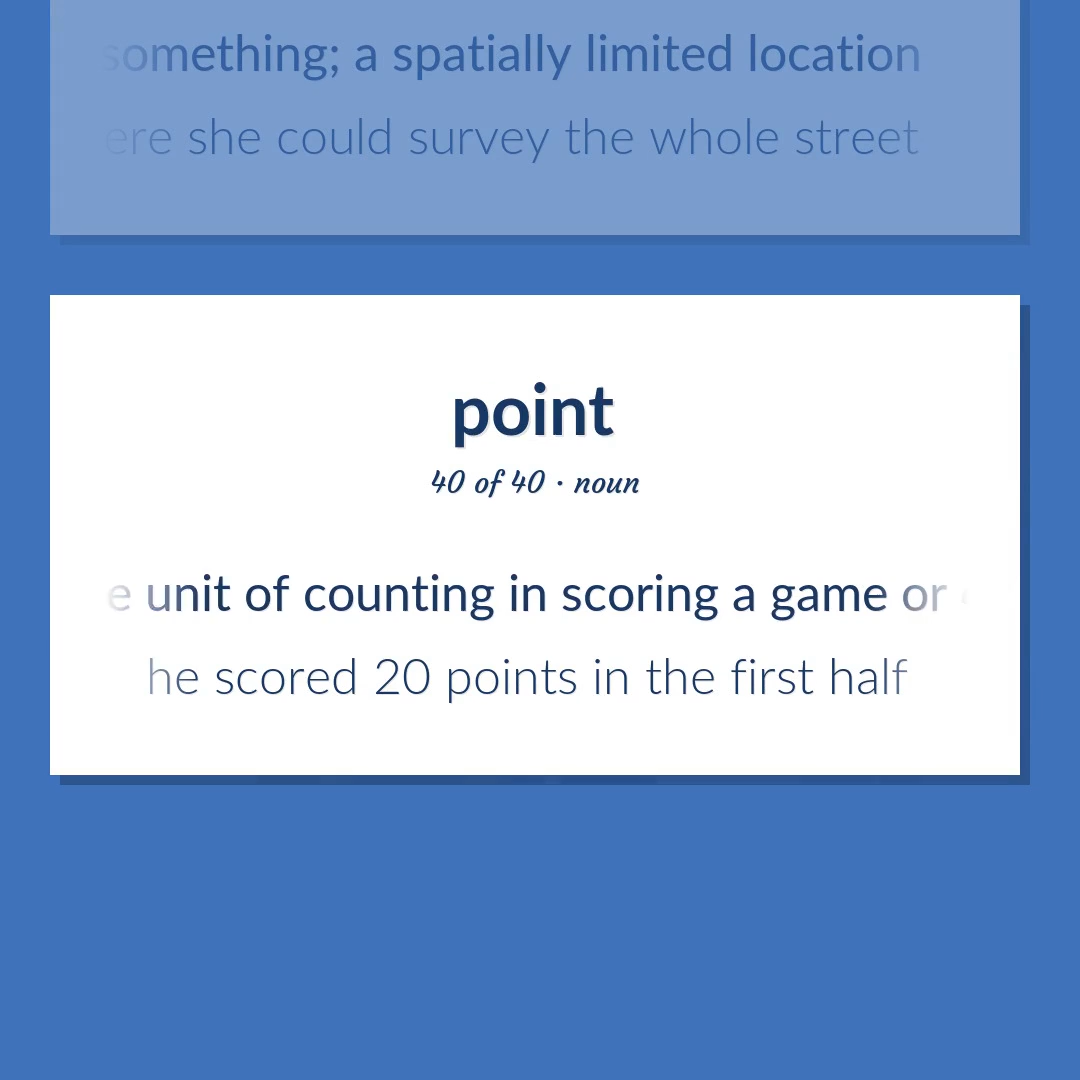 something; a spatially limited location
ere she could survey the whole street
point
40 of 40 · noun
e unit of counting in scoring a game or
he scored 20 points in the first half